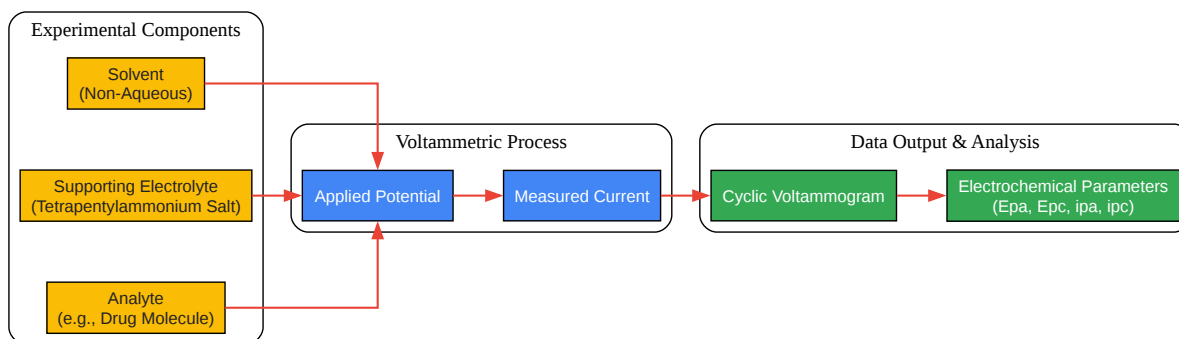 Experimental Components
Solvent
(Non-Aqueous)
Supporting Electrolyte
(Tetrapentylammonium Salt)
Analyte
(e.g., Drug Molecule)
Voltammetric Process
Applied Potential
Measured Current
Data Output & Analysis
Cyclic Voltammogram
Electrochemical Parameters
(Epa, Epc, ipa, ipc)